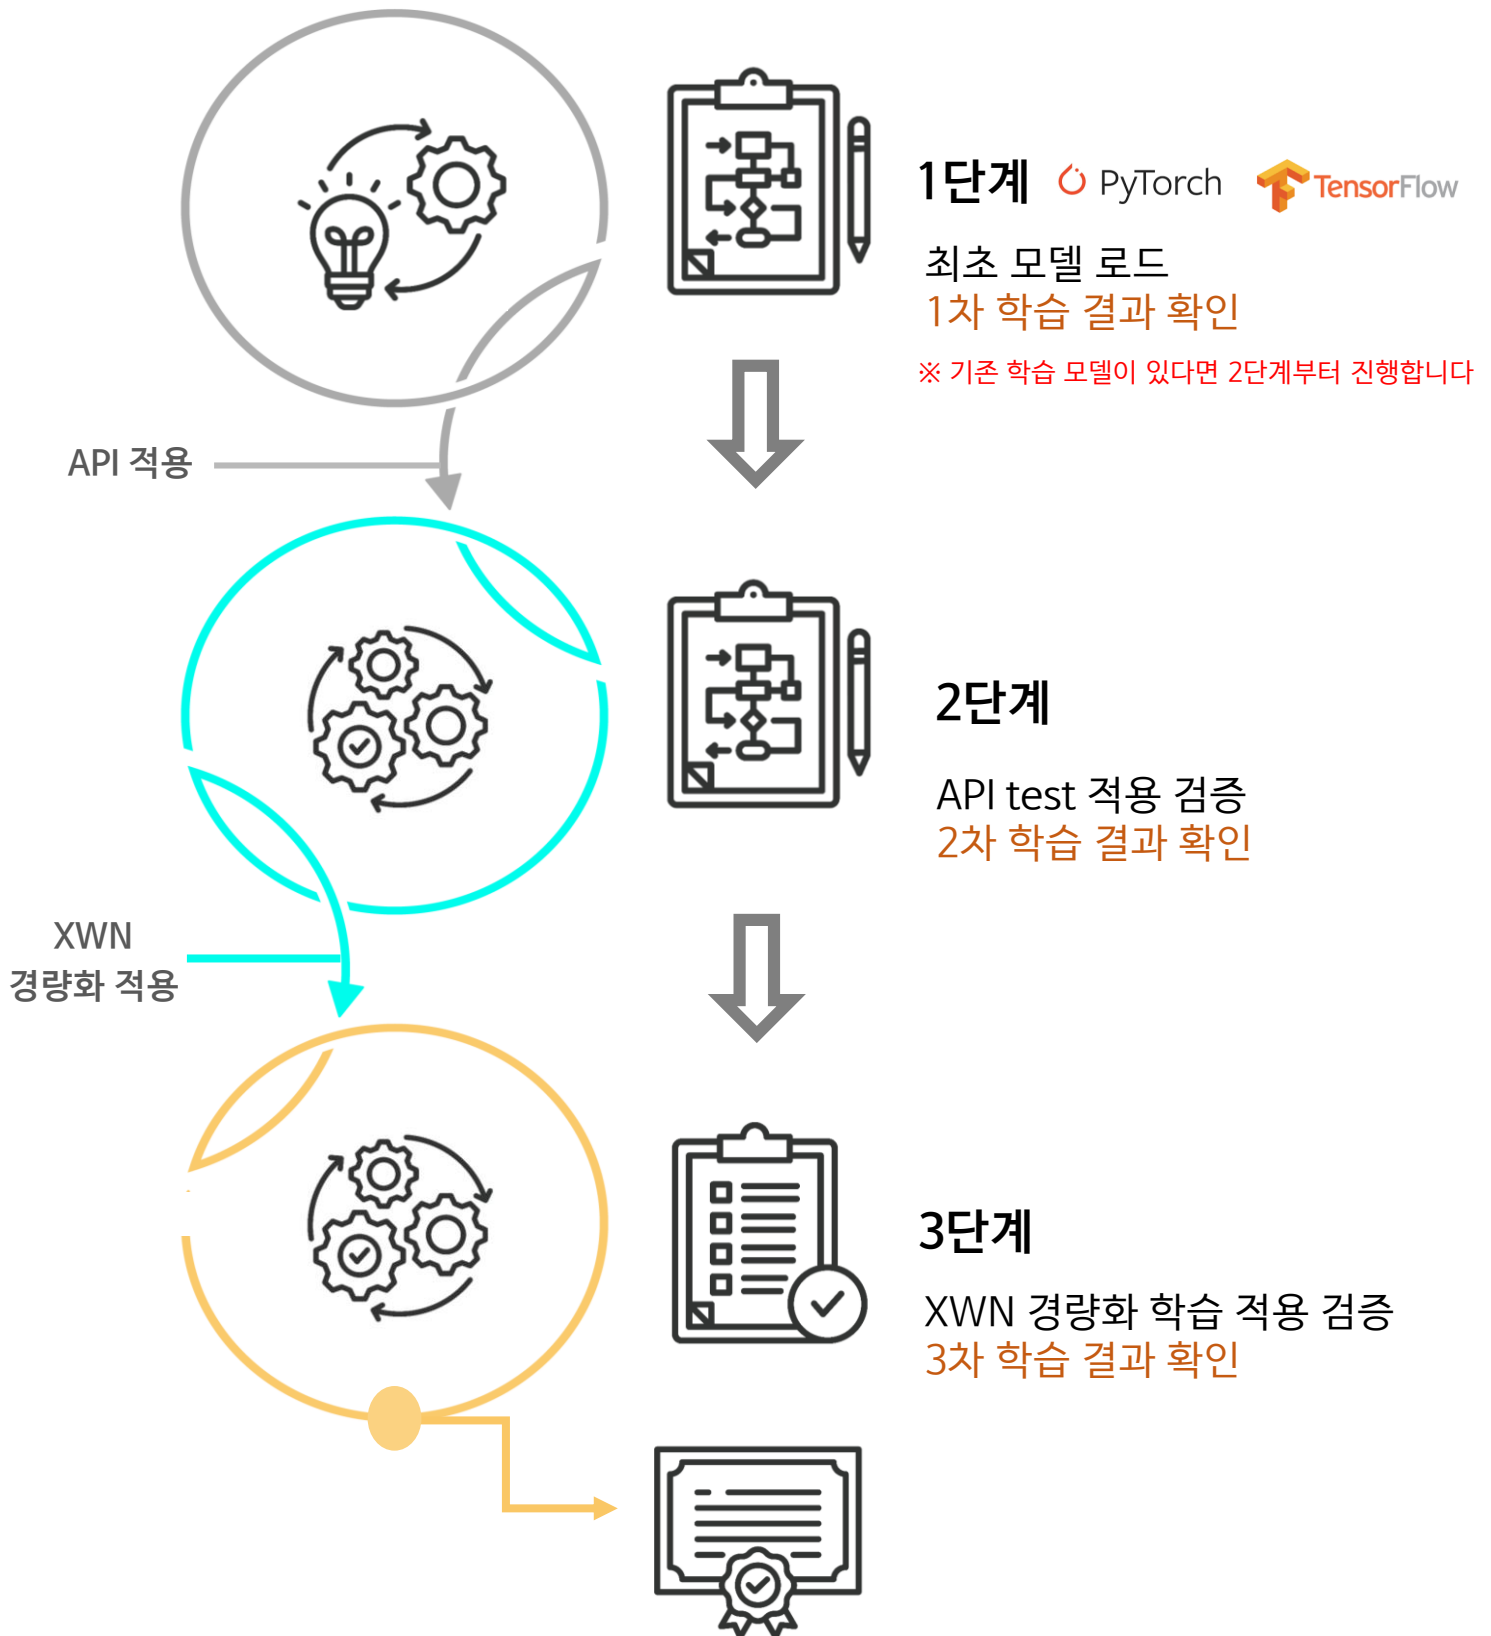 1단계 PyTorch TensorFlow
최초 모델 로드
1차 학습 결과 확인
※ 기존 학습 모델이 있다면 2단계부터 진행합니다
API 적용
2단계
API test 적용 검증
2차 학습 결과 확인
XWN
경량화 적용
3단계
XWN 경량화 학습 적용 검증
3차 학습 결과 확인